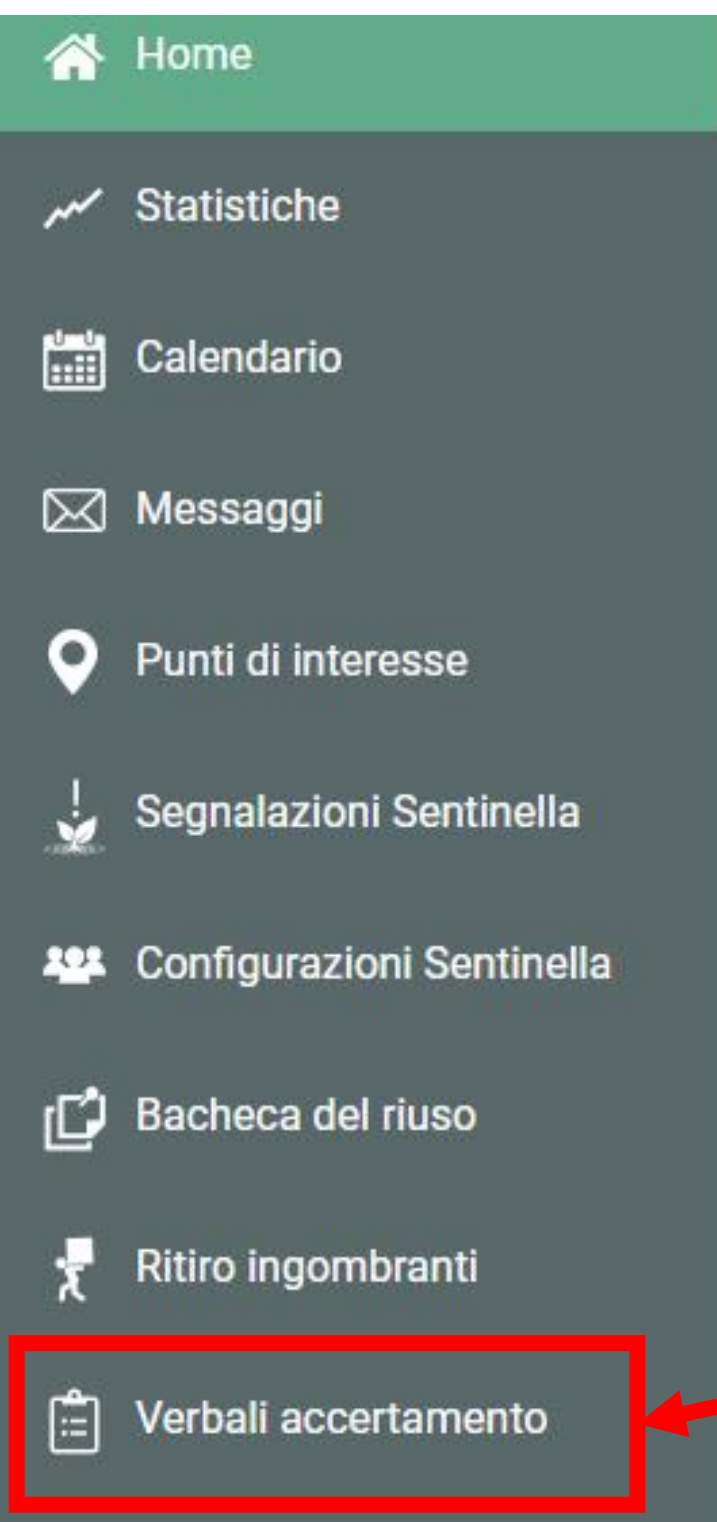 Home
Statistiche
Calendario
Messaggi
Punti di interesse
Segnalazioni Sentinella
Configurazioni Sentinella
Bacheca del riuso
Ritiro ingombranti
Verbali accertamento